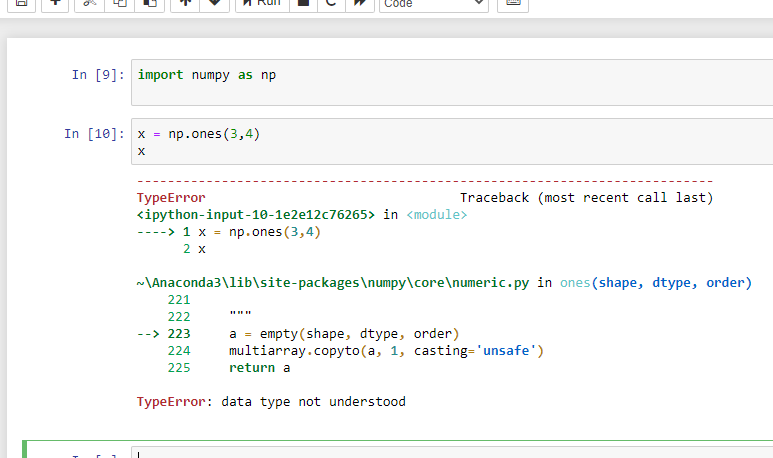 Run
Code
In [9]: import numpy as np
In [10]: x = np.ones(3,4)
x
---------------------------------------------------------------------------
TypeError Traceback (most recent call last)
<ipython-input-10-1e2e12c76265> in <module>
----> 1 x = np.ones(3,4)
2 x
~\Anaconda3\lib\site-packages\numpy\core\numeric.py in ones(shape, dtype, order)
221
222 """
--> 223 a = empty(shape, dtype, order)
224 multiarray.copyto(a, 1, casting='unsafe')
225 return a
TypeError: data type not understood